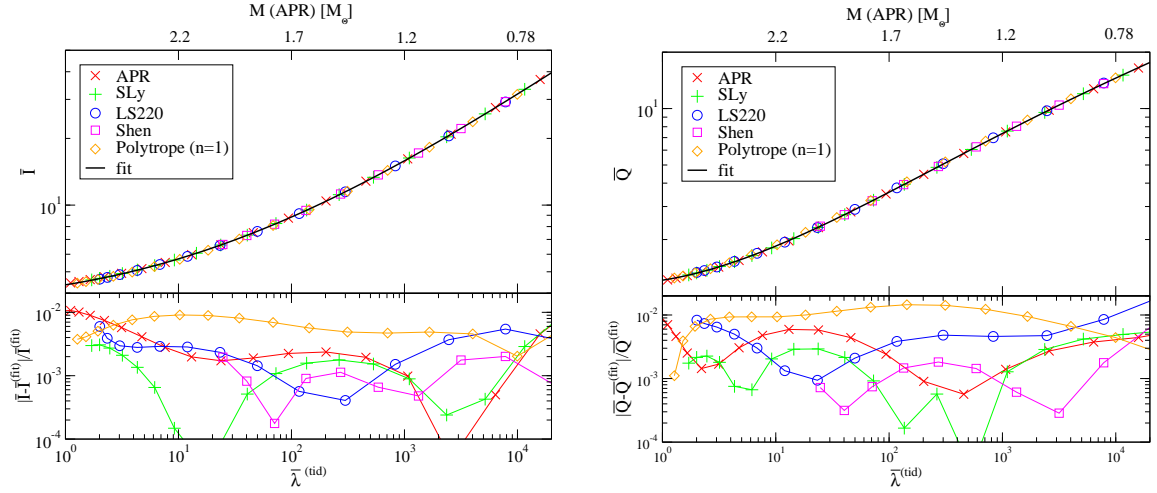 M (APR) [M⊙]
2.2 1.7 1.2 0.78
APR
SLy
LS220
Shen
Polytrope (n=1)
fit
Ī
10¹
|Ī-Ī⁽ᶠⁱᵗ⁾|/Ī⁽ᶠⁱᵗ⁾
10⁻²
10⁻³
10⁻⁴
10⁰ 10¹ 10² 10³ 10⁴
λ̄⁽ᵗⁱᵈ⁾
M (APR) [M⊙]
2.2 1.7 1.2 0.78
APR
SLy
LS220
Shen
Polytrope (n=1)
fit
Q̄
10¹
|Q̄-Q̄⁽ᶠⁱᵗ⁾|/Q̄⁽ᶠⁱᵗ⁾
10⁻²
10⁻³
10⁻⁴
10⁰ 10¹ 10² 10³ 10⁴
λ̄⁽ᵗⁱᵈ⁾